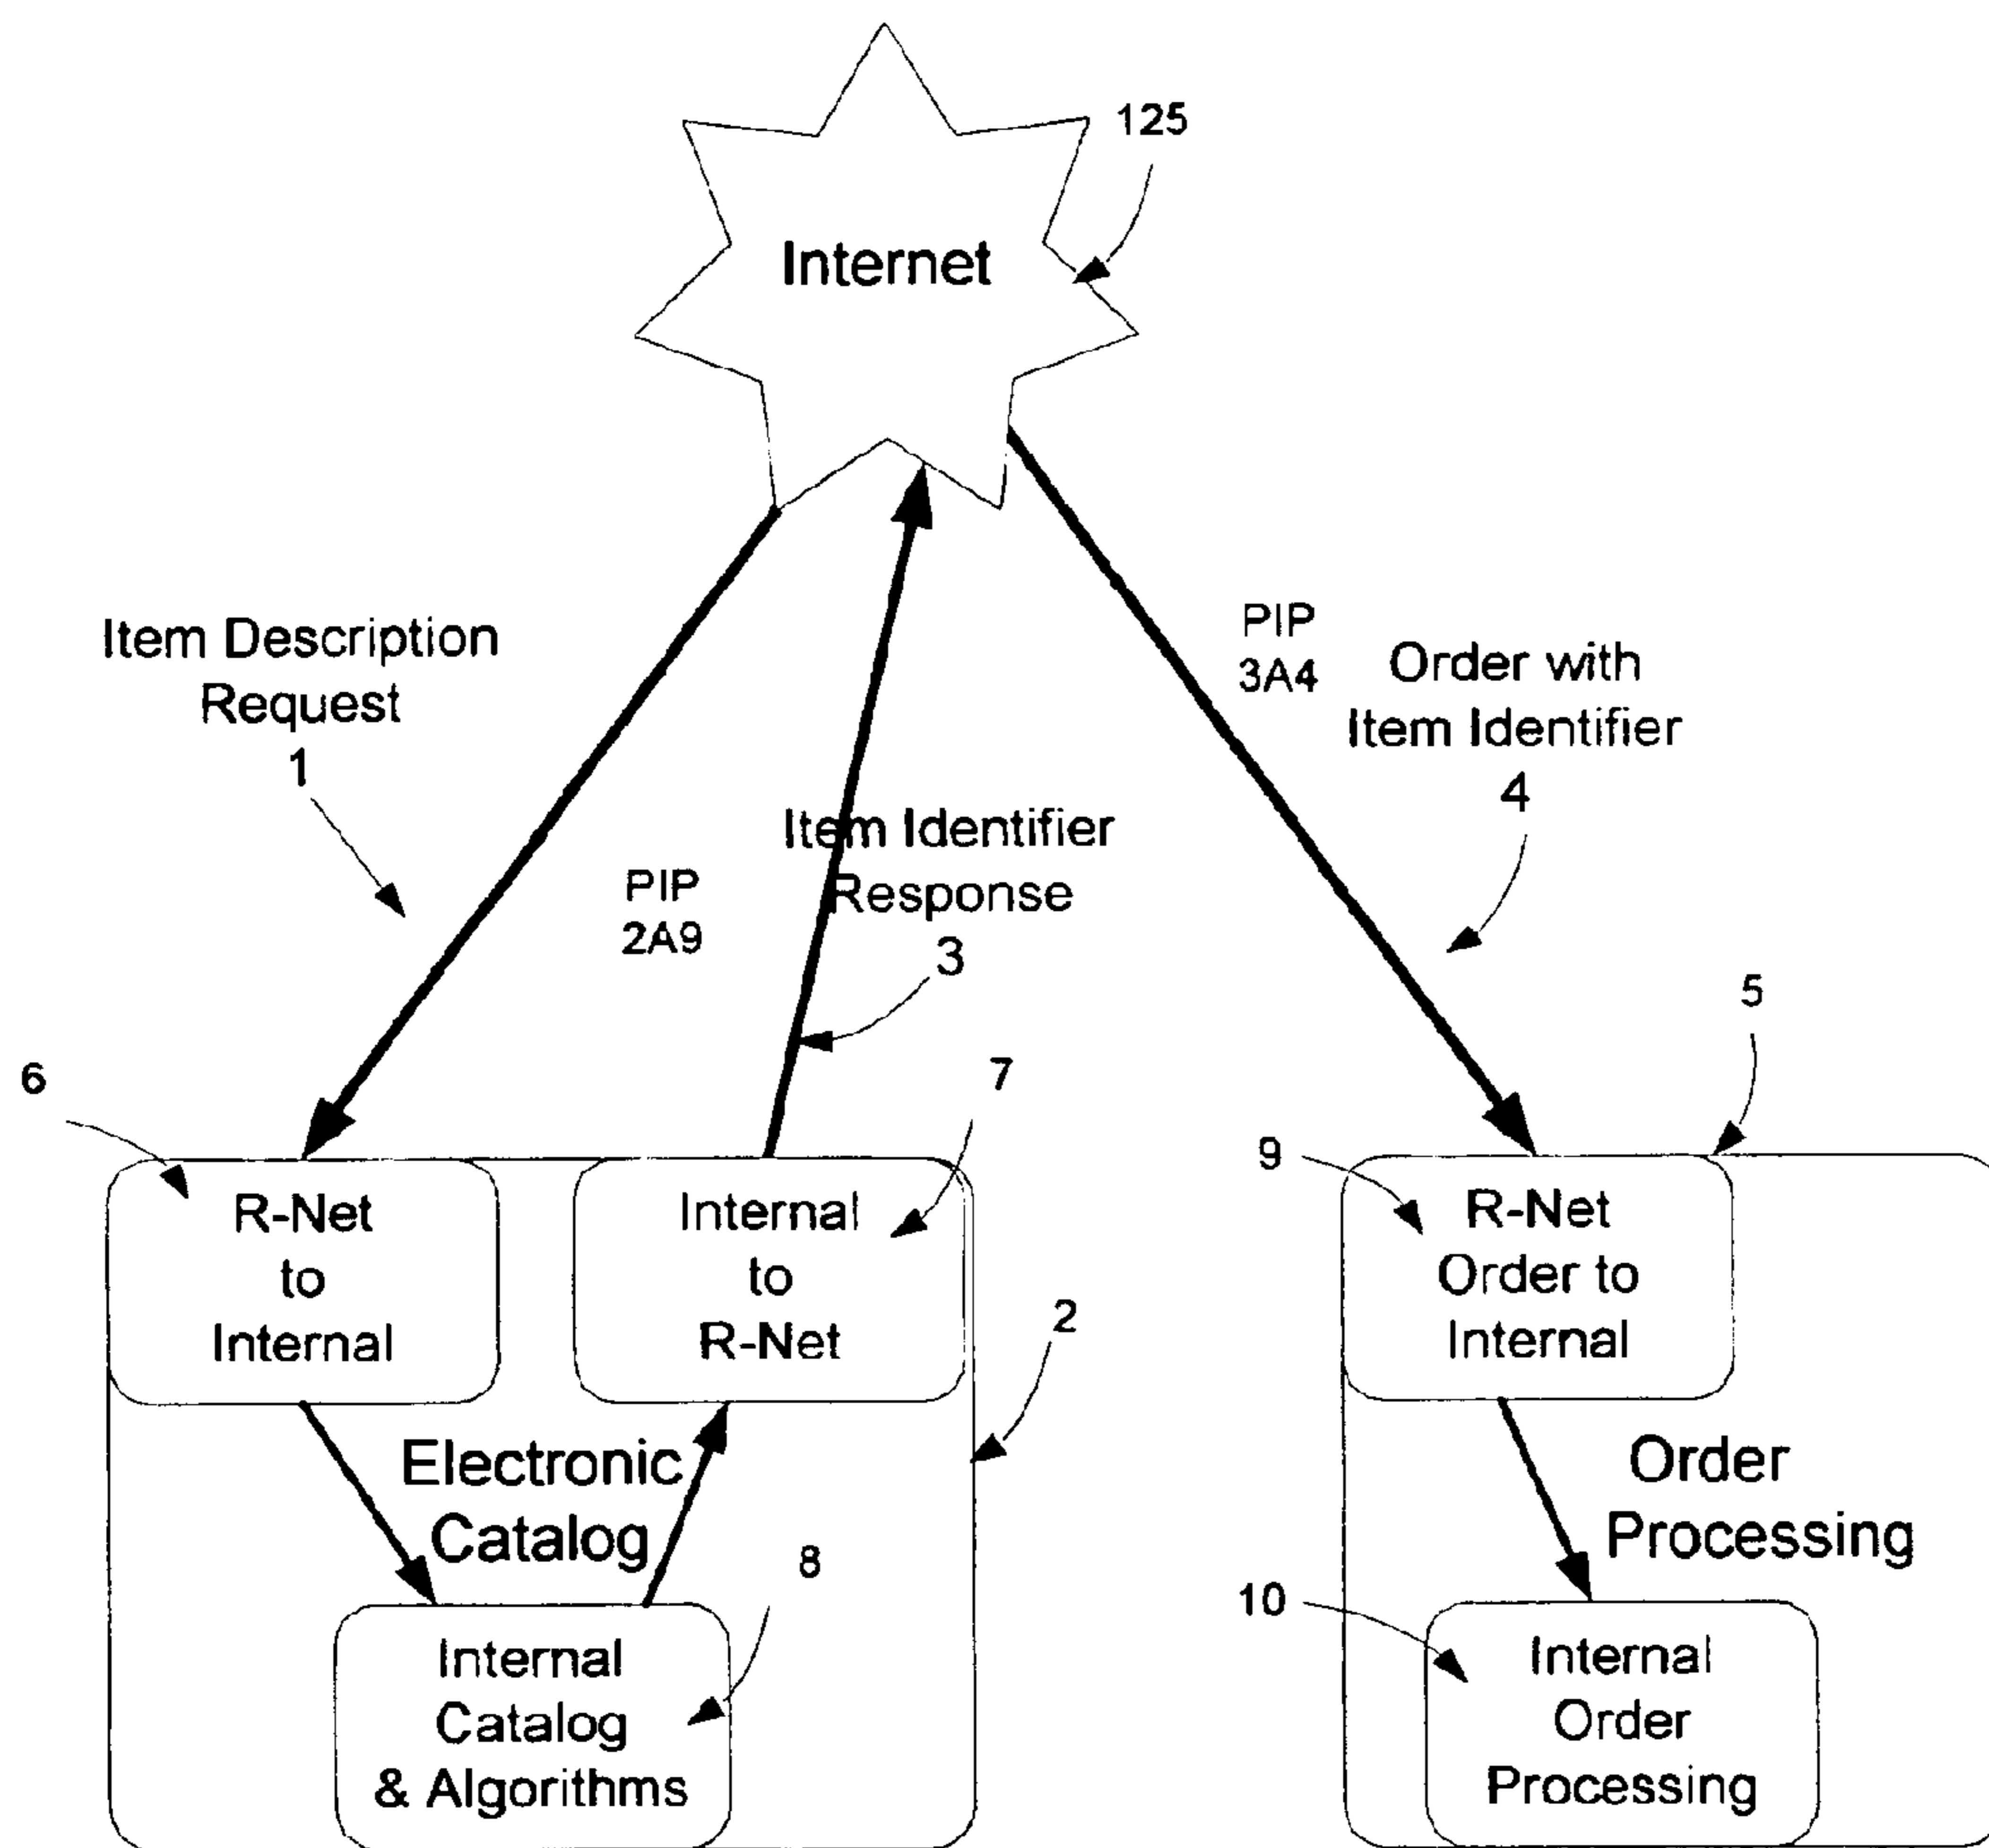 125
Internet
Item Description
Request
1
PIP
3A4
Order with
Item Identifier
4
Item Identifier
Response
3
PIP
2A9
5
6
7
9
R-Net
to
Internal
Internal
to
R-Net
2
R-Net
Order to
Internal
Electronic
Catalog
8
Order
Processing
10
Internal
Catalog
& Algorithms
Internal
Order
Processing